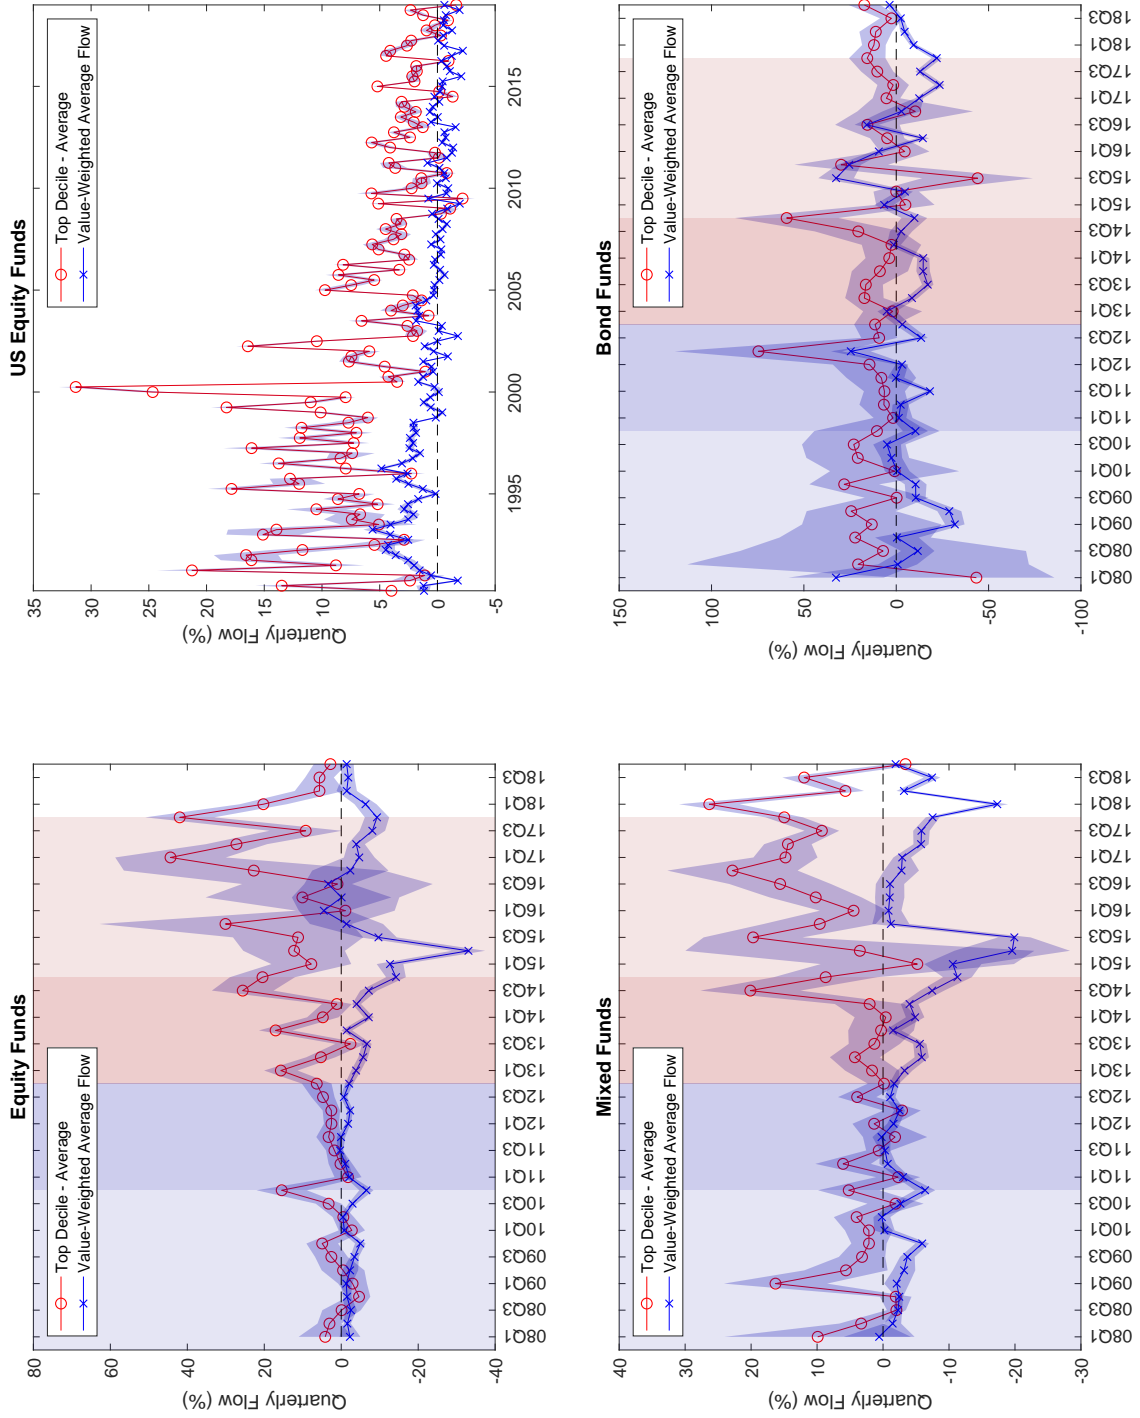 Equity Funds
Top Decile - Average
Value-Weighted Average Flow
Quarterly Flow (%)
80
60
40
20
0
-20
-40
08Q1
08Q3
09Q1
09Q3
10Q1
10Q3
11Q1
11Q3
12Q1
12Q3
13Q1
13Q3
14Q1
14Q3
15Q1
15Q3
16Q1
16Q3
17Q1
17Q3
18Q1
18Q3
US Equity Funds
Top Decile - Average
Value-Weighted Average Flow
Quarterly Flow (%)
35
30
25
20
15
10
5
0
-5
1995
2000
2005
2010
2015
Mixed Funds
Top Decile - Average
Value-Weighted Average Flow
Quarterly Flow (%)
40
30
20
10
0
-10
-20
-30
08Q1
08Q3
09Q1
09Q3
10Q1
10Q3
11Q1
11Q3
12Q1
12Q3
13Q1
13Q3
14Q1
14Q3
15Q1
15Q3
16Q1
16Q3
17Q1
17Q3
18Q1
18Q3
Bond Funds
Top Decile - Average
Value-Weighted Average Flow
Quarterly Flow (%)
150
100
50
0
-50
-100
08Q1
08Q3
09Q1
09Q3
10Q1
10Q3
11Q1
11Q3
12Q1
12Q3
13Q1
13Q3
14Q1
14Q3
15Q1
15Q3
16Q1
16Q3
17Q1
17Q3
18Q1
18Q3